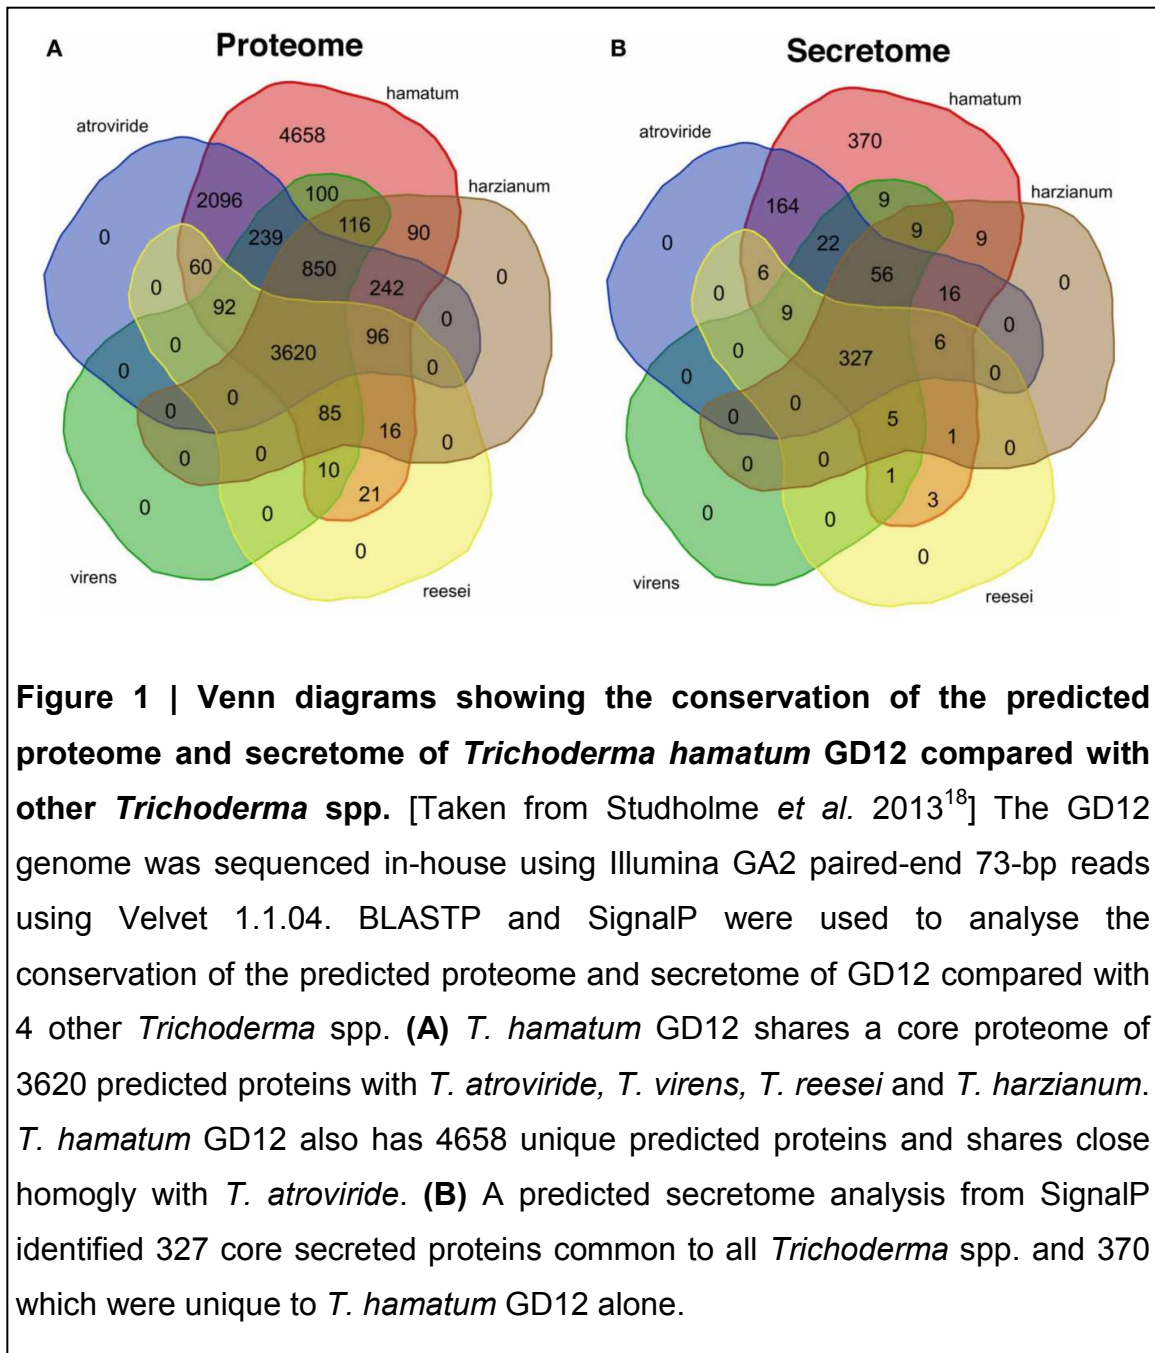 A Proteome
hamatum
atroviride
4658
harzianum
2096
100
116
90
239
0
850
0
60
242
0
92
0
96
0
3620
0
0
0
0
85
16
0
0
0
10
21
0
0
0
virens
reesei
B Secretome
hamatum
atroviride
370
harzianum
164
9
9
9
22
0
56
0
6
16
0
9
0
6
0
327
0
0
0
0
5
1
0
0
0
1
3
0
0
0
virens
reesei
Figure 1 | Venn diagrams showing the conservation of the predicted
proteome and secretome of Trichoderma hamatum GD12 compared with
other Trichoderma spp. [Taken from Studholme et al. 2013¹⁸] The GD12
genome was sequenced in-house using Illumina GA2 paired-end 73-bp reads
using Velvet 1.1.04. BLASTP and SignalP were used to analyse the
conservation of the predicted proteome and secretome of GD12 compared with
4 other Trichoderma spp. (A) T. hamatum GD12 shares a core proteome of
3620 predicted proteins with T. atroviride, T. virens, T. reesei and T. harzianum.
T. hamatum GD12 also has 4658 unique predicted proteins and shares close
homogly with T. atroviride. (B) A predicted secretome analysis from SignalP
identified 327 core secreted proteins common to all Trichoderma spp. and 370
which were unique to T. hamatum GD12 alone.